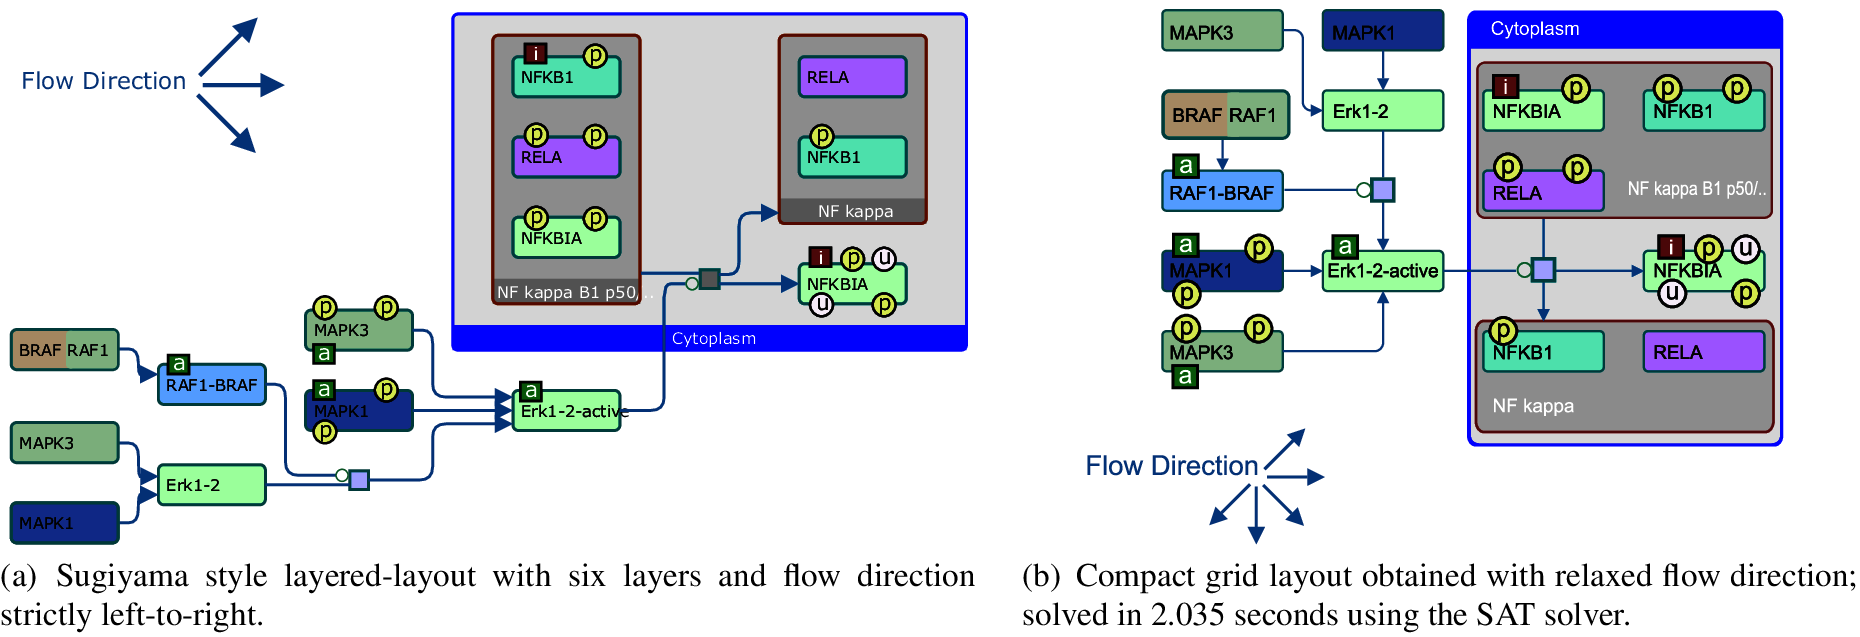 Flow Direction
i p
NFKB1
p p
RELA
p p
NFKBIA
NF kappa B1 p50/..
RELA
p
NFKB1
NF kappa
i p u
NFKBIA
u p
Cytoplasm
p p
MAPK3
a
BRAF RAF1
a
RAF1-BRAF
a p
MAPK1
p
a
Erk1-2-active
MAPK3
Erk1-2
MAPK1
(a) Sugiyama style layered-layout with six layers and flow direction
strictly left-to-right.
MAPK3
MAPK1
Cytoplasm
BRAF RAF1
Erk1-2
i p
NFKBIA
p p
NFKB1
a
RAF1-BRAF
p p
RELA
NF kappa B1 p50/..
a p
MAPK1
p
a
Erk1-2-active
i p u
NFKBIA
u p
p p
MAPK3
a
p
NFKB1
RELA
NF kappa
Flow Direction
(b) Compact grid layout obtained with relaxed flow direction;
solved in 2.035 seconds using the SAT solver.